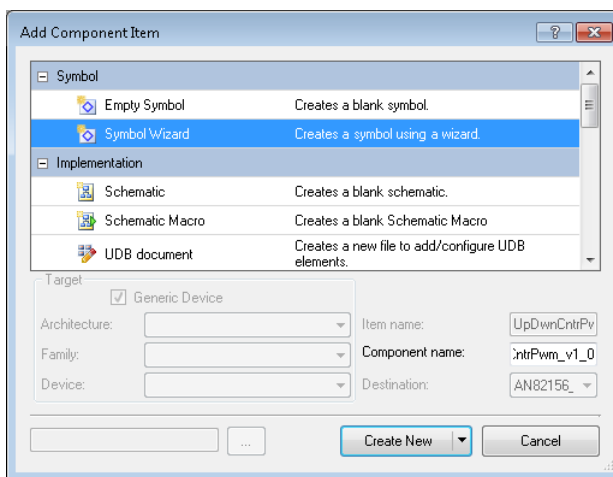 Add Component Item
Symbol
Empty Symbol Creates a blank symbol.
Symbol Wizard Creates a symbol using a wizard.
Implementation
Schematic Creates a blank schematic.
Schematic Macro Creates a blank Schematic Macro
UDB document Creates a new file to add/configure UDB
elements.
Target
Generic Device
Architecture: Item name: UpDwnCntrPv
Family: Component name: CntrPwm_v1_0
Device: Destination: AN82156_
... Create New Cancel